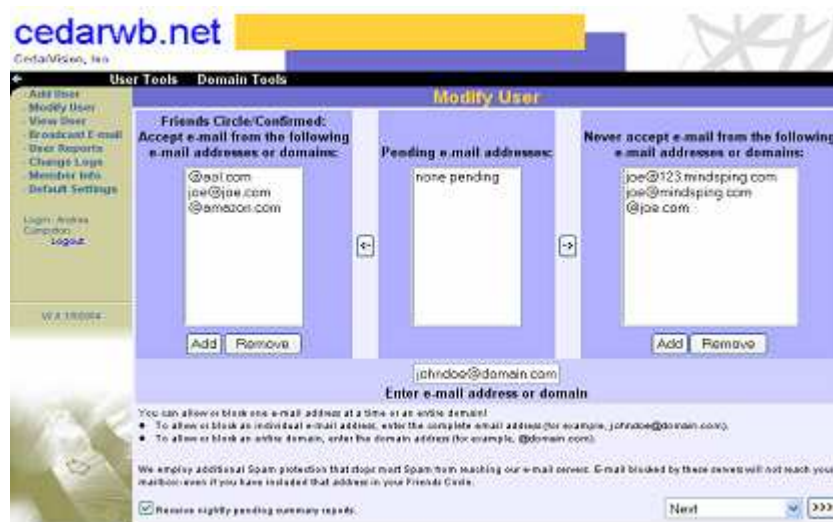 cedarwb.net
CedarVision, Inc
User Tools Domain Tools
Add User
Modify User
View User
Broadcast E-mail
User Reports
Change Logs
Member Info
Default Settings
Login: Andrea
Logout
Modify User
Friends Circle/Confirmed:
Accept e-mail from the following
e-mail addresses or domains:
@aol.com
joe@joe.com
@amazon.com
Add Remove
Pending e-mail addresses:
none pending
<-
->
Never accept e-mail from the following
e-mail addresses or domains:
joe@123.mindsping.com
joe@mindsping.com
@joe.com
Add Remove
johndoe@domain.com
Enter e-mail address or domain
You can allow or block one e-mail address at a time or an entire domain!
• To allow or block an individual e-mail address, enter the complete email address (for example, johndoe@domain.com).
• To allow or block an entire domain, enter the domain address (for example, @domain.com).
We employ additional Spam protection that stops most Spam from reaching our e-mail servers. E-mail blocked by these servers will not reach your
mailbox-even if you have included that address in your Friends Circle.
Receive nightly pending summary reports.
Next >>>